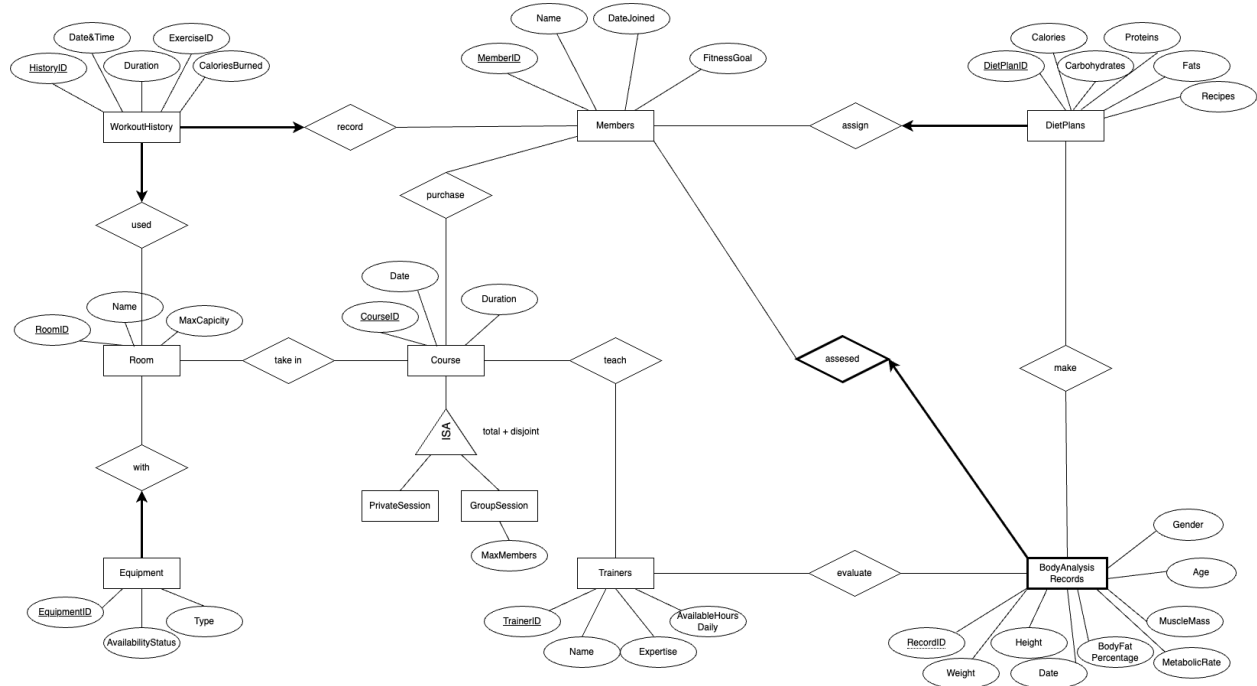 Name
DateJoined
MemberID
FitnessGoal
Members
Date&Time
ExerciseID
HistoryID
Duration
CaloriesBurned
WorkoutHistory
record
assign
Calories
Proteins
DietPlanID
Carbohydrates
Fats
Recipes
DietPlans
purchase
used
Date
CourseID
Duration
Course
Name
RoomID
MaxCapicity
Room
take in
teach
assesed
make
ISA
total + disjoint
PrivateSession
GroupSession
MaxMembers
with
Equipment
EquipmentID
Type
AvailabilityStatus
Trainers
TrainerID
AvailableHours
Daily
Name
Expertise
evaluate
BodyAnalysis
Records
Gender
Age
MuscleMass
RecordID
Height
BodyFat
Percentage
Weight
Date
MetabolicRate